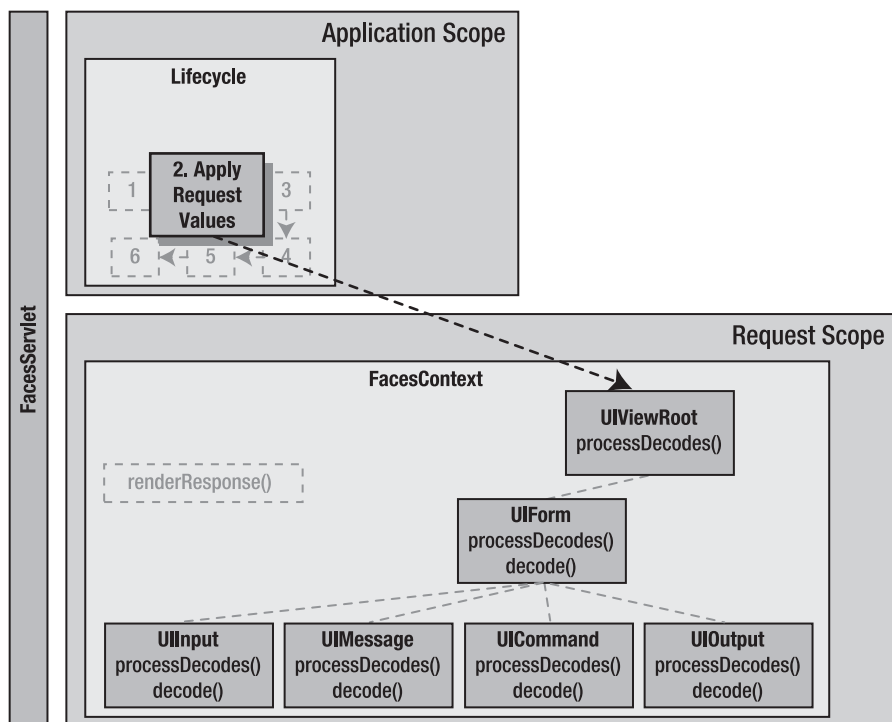 FacesServlet
Application Scope
Lifecycle
1
2. Apply
Request
Values
3
6
5
4
Request Scope
FacesContext
UIViewRoot
processDecodes()
renderResponse()
UIForm
processDecodes()
decode()
UIInput
processDecodes()
decode()
UIMessage
processDecodes()
decode()
UICommand
processDecodes()
decode()
UIOutput
processDecodes()
decode()